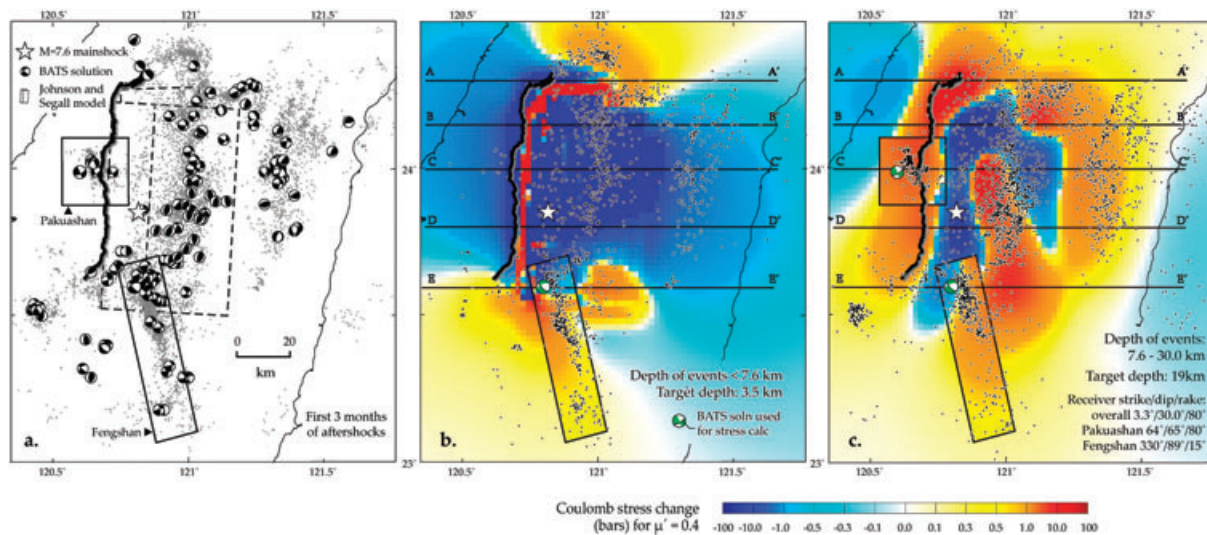 120.5˚
121˚
121.5˚
M=7.6 mainshock
BATS solution
Johnson and
Segall model
Pakuashan
0 20
km
Fengshan
First 3 months
of aftershocks
a.
120.5˚
121˚
121.5˚
24˚
23˚
120.5˚
121˚
121.5˚
A A'
B B'
C C'
D D'
E E'
Depth of events < 7.6 km
Target depth: 3.5 km
BATS soln used
for stress calc
b.
120.5˚
121˚
24˚
23˚
120.5˚
121˚
121.5˚
A A'
B B'
C C'
D D'
E E'
Depth of events:
7.6 - 30.0 km
Target depth: 19km
Receiver strike/dip/rake:
overall 3.3˚/30.0˚/80˚
Pakuashan 64˚/65˚/80˚
Fengshan 330˚/89˚/15˚
c.
120.5˚
121˚
121.5˚
Coulomb stress change
(bars) for µ' = 0.4
-100 -10.0 -1.0 -0.5 -0.3 -0.1 0.0 0.1 0.3 0.5 1.0 10.0 100